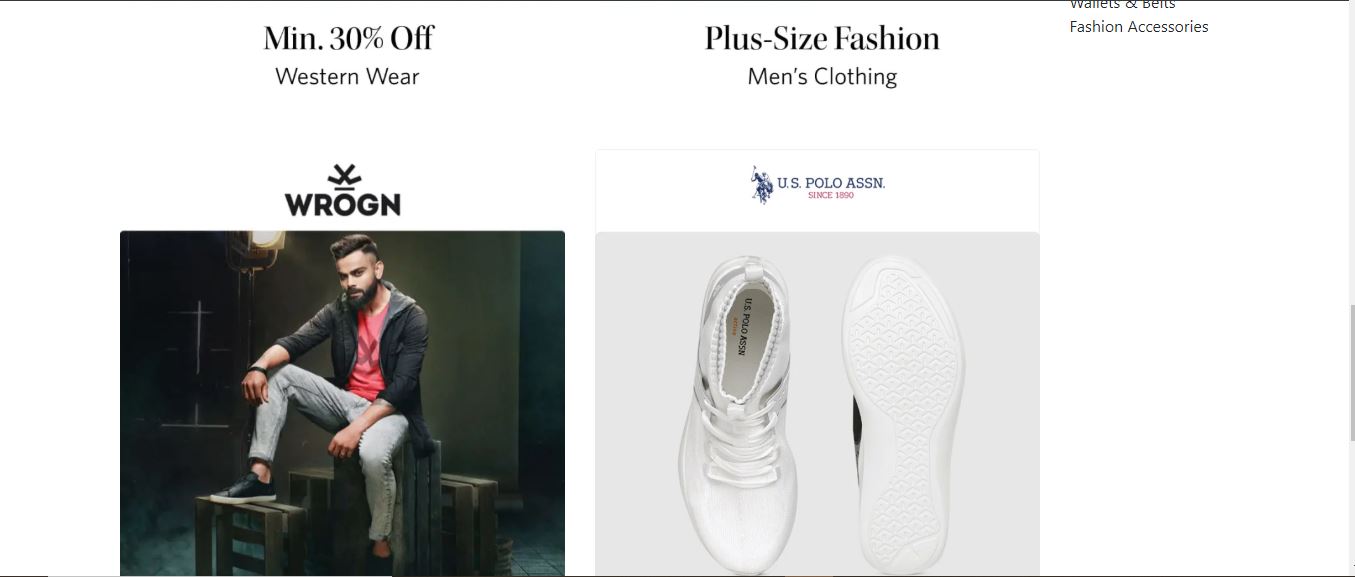 Wallets & Belts
Fashion Accessories
Min. 30% Off
Western Wear
Plus-Size Fashion
Men's Clothing
WROGN
U.S. POLO ASSN.
SINCE 1890
U.S. POLO ASSN